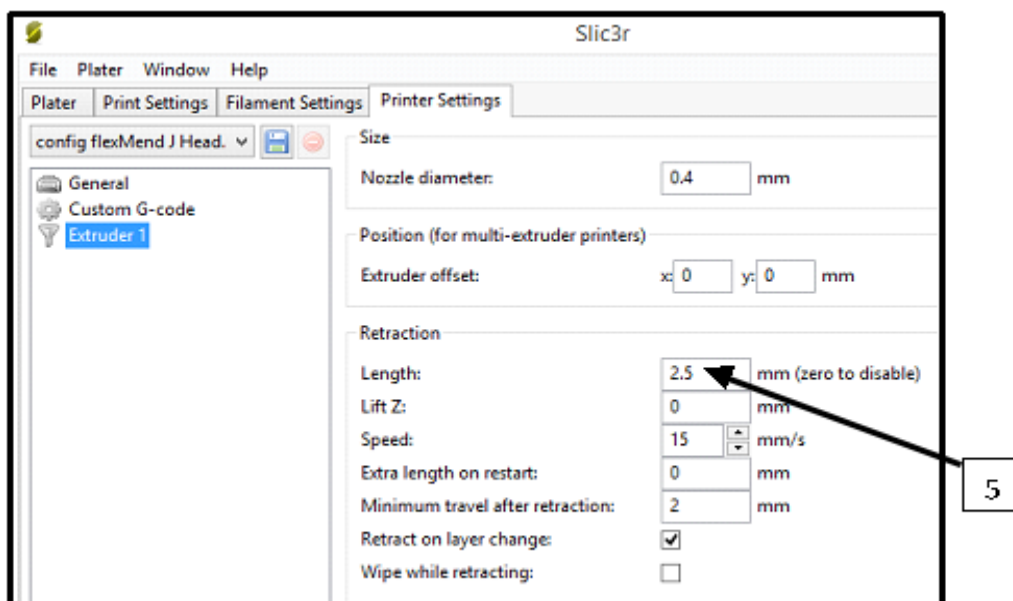 Slic3r
File Plater Window Help
Plater Print Settings Filament Settings Printer Settings
config flexMend J Head.
General
Custom G-code
Extruder 1
Size
Nozzle diameter: 0.4 mm
Position (for multi-extruder printers)
Extruder offset: x: 0 y: 0 mm
Retraction
Length: 2.5 mm (zero to disable)
Lift Z: 0 mm
Speed: 15 mm/s
Extra length on restart: 0 mm
Minimum travel after retraction: 2 mm
Retract on layer change:
Wipe while retracting:
5